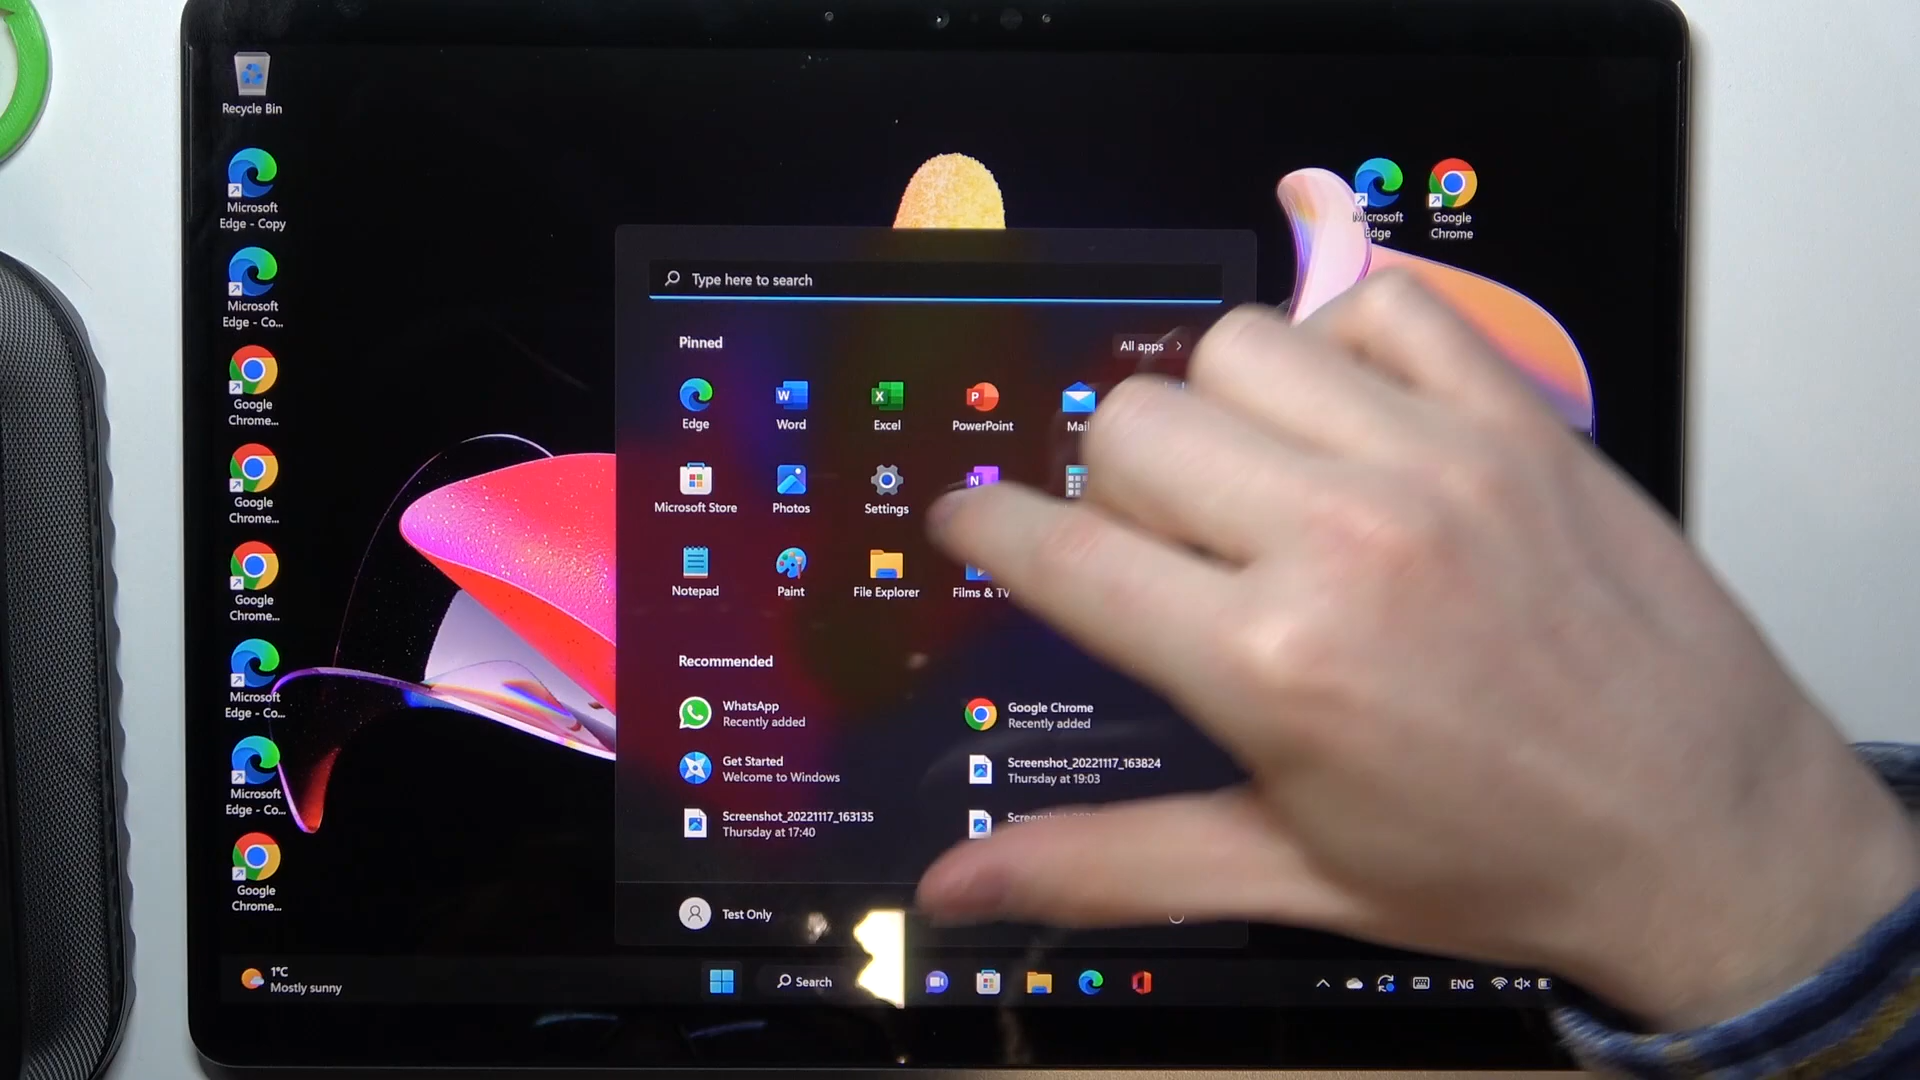 Recycle Bin
Microsoft
Edge - Copy
Microsoft
Edge - Co...
Google
Chrome...
Google
Chrome...
Google
Chrome...
Microsoft
Edge - Co...
Microsoft
Edge - Co...
Google
Chrome...
Microsoft
Edge
Google
Chrome
Type here to search
Pinned
All apps
Edge
Word
Excel
PowerPoint
Mail
Microsoft Store
Photos
Settings
Notepad
Paint
File Explorer
Films & TV
Recommended
WhatsApp
Recently added
Google Chrome
Recently added
Get Started
Welcome to Windows
Screenshot_20221117_163824
Thursday at 19:03
Screenshot_20221117_163135
Thursday at 17:40
Test Only
1°C
Mostly sunny
Search
ENG